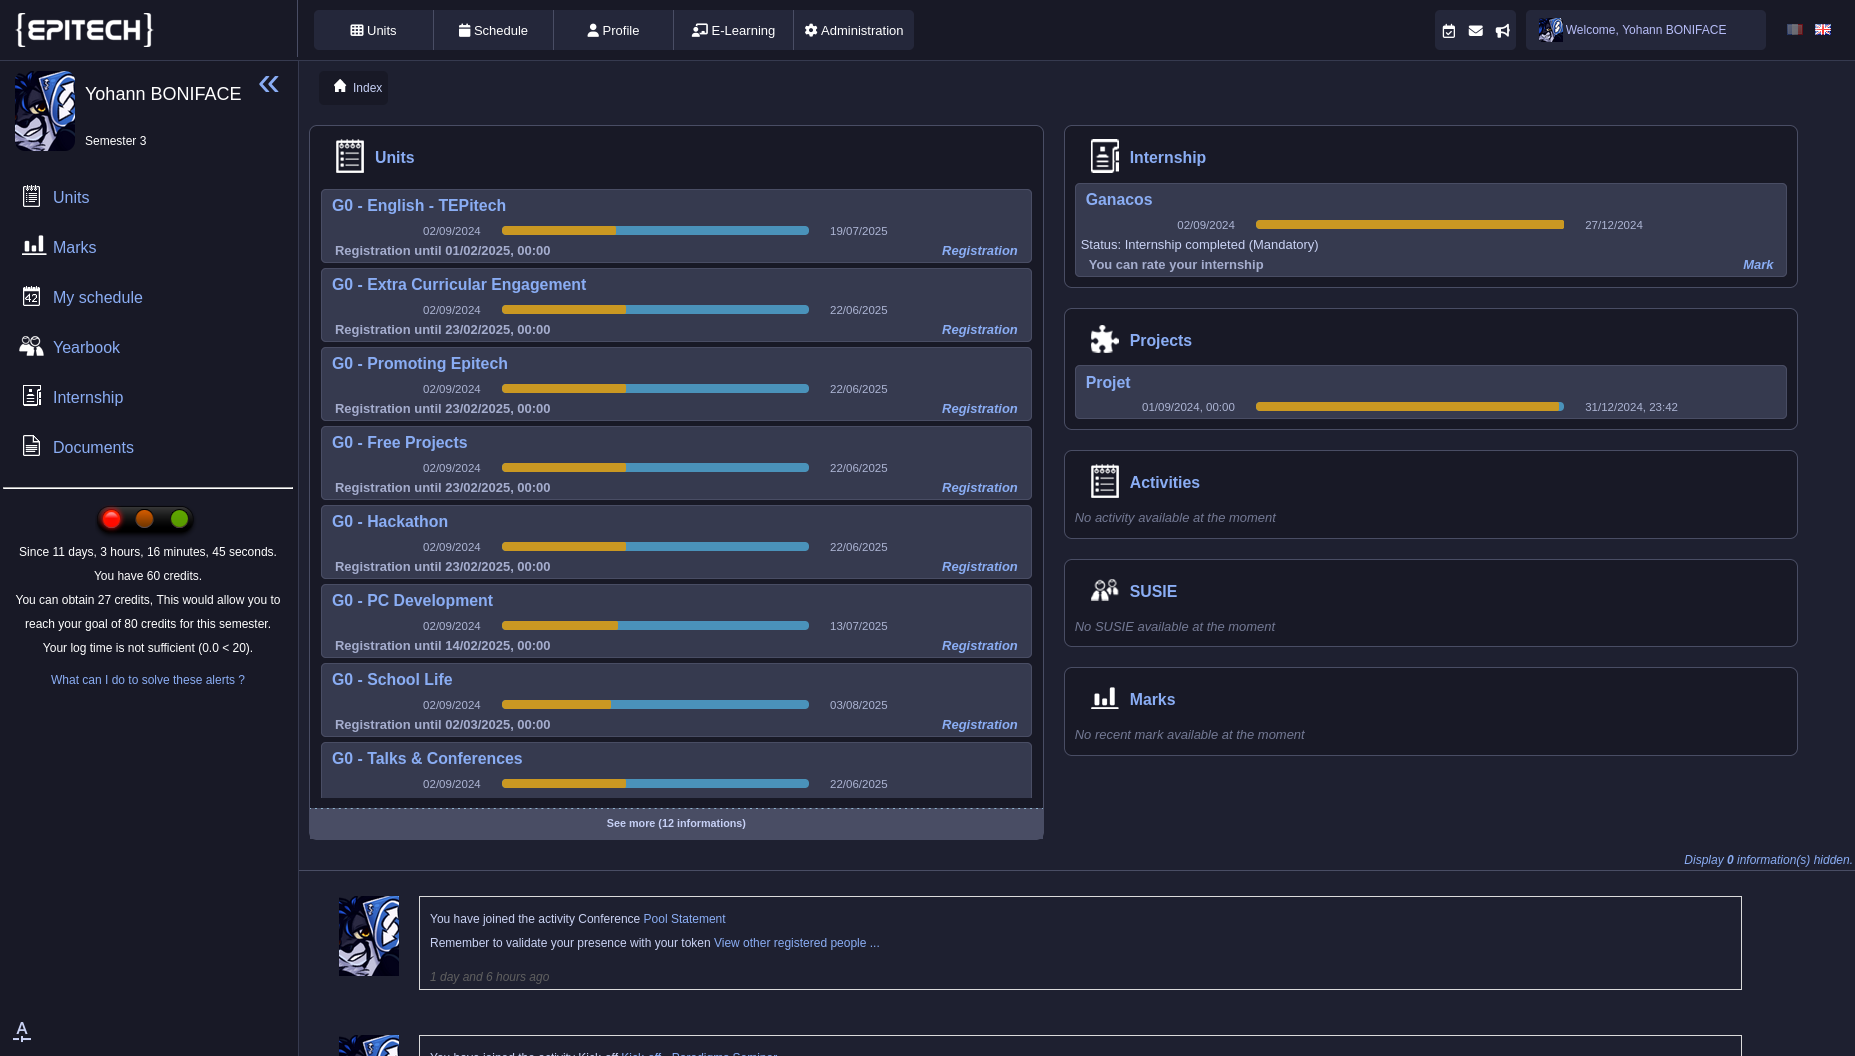 {EPITECH}
Units
Schedule
Profile
E-Learning
Administration
Welcome, Yohann BONIFACE
Yohann BONIFACE
Semester 3
Units
Marks
42
My schedule
Yearbook
Internship
Documents
Since 11 days, 3 hours, 16 minutes, 45 seconds.
You have 60 credits.
You can obtain 27 credits, This would allow you to
reach your goal of 80 credits for this semester.
Your log time is not sufficient (0.0 < 20).
What can I do to solve these alerts ?
A
Index
Units
G0 - English - TEPitech
02/09/2024 19/07/2025
Registration until 01/02/2025, 00:00 Registration
G0 - Extra Curricular Engagement
02/09/2024 22/06/2025
Registration until 23/02/2025, 00:00 Registration
G0 - Promoting Epitech
02/09/2024 22/06/2025
Registration until 23/02/2025, 00:00 Registration
G0 - Free Projects
02/09/2024 22/06/2025
Registration until 23/02/2025, 00:00 Registration
G0 - Hackathon
02/09/2024 22/06/2025
Registration until 23/02/2025, 00:00 Registration
G0 - PC Development
02/09/2024 13/07/2025
Registration until 14/02/2025, 00:00 Registration
G0 - School Life
02/09/2024 03/08/2025
Registration until 02/03/2025, 00:00 Registration
G0 - Talks & Conferences
02/09/2024 22/06/2025
See more (12 informations)
Internship
Ganacos
02/09/2024 27/12/2024
Status: Internship completed (Mandatory)
You can rate your internship Mark
Projects
Projet
01/09/2024, 00:00 31/12/2024, 23:42
Activities
No activity available at the moment
SUSIE
No SUSIE available at the moment
Marks
No recent mark available at the moment
Display 0 information(s) hidden.
You have joined the activity Conference Pool Statement
Remember to validate your presence with your token View other registered people ...
1 day and 6 hours ago
You have joined the activity Kick-off Kick-off - Paradigms Seminar